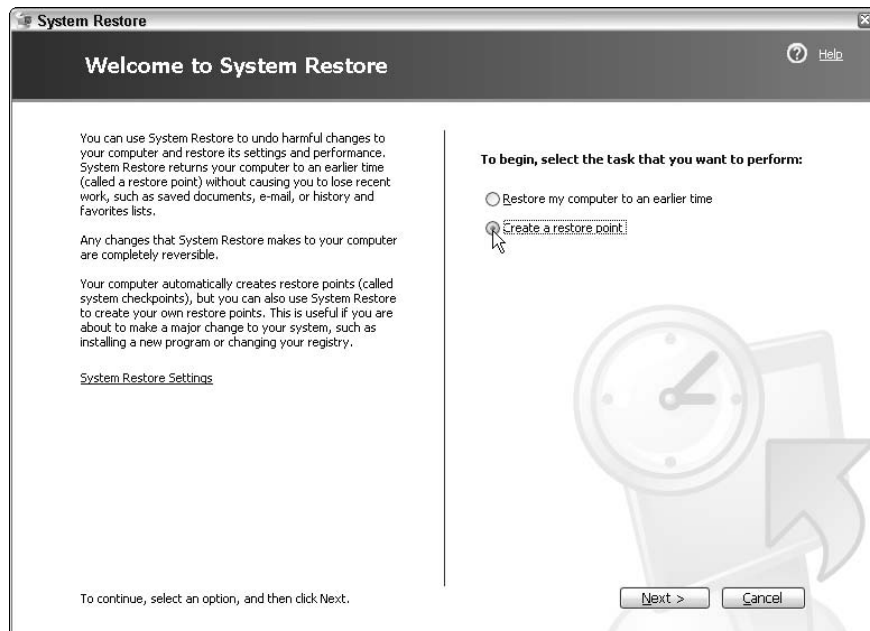 System Restore
Welcome to System Restore
Help
You can use System Restore to undo harmful changes to
your computer and restore its settings and performance.
System Restore returns your computer to an earlier time
(called a restore point) without causing you to lose recent
work, such as saved documents, e-mail, or history and
favorites lists.
Any changes that System Restore makes to your computer
are completely reversible.
Your computer automatically creates restore points (called
system checkpoints), but you can also use System Restore
to create your own restore points. This is useful if you are
about to make a major change to your system, such as
installing a new program or changing your registry.
System Restore Settings
To begin, select the task that you want to perform:
Restore my computer to an earlier time
Create a restore point
To continue, select an option, and then click Next.
Next >
Cancel